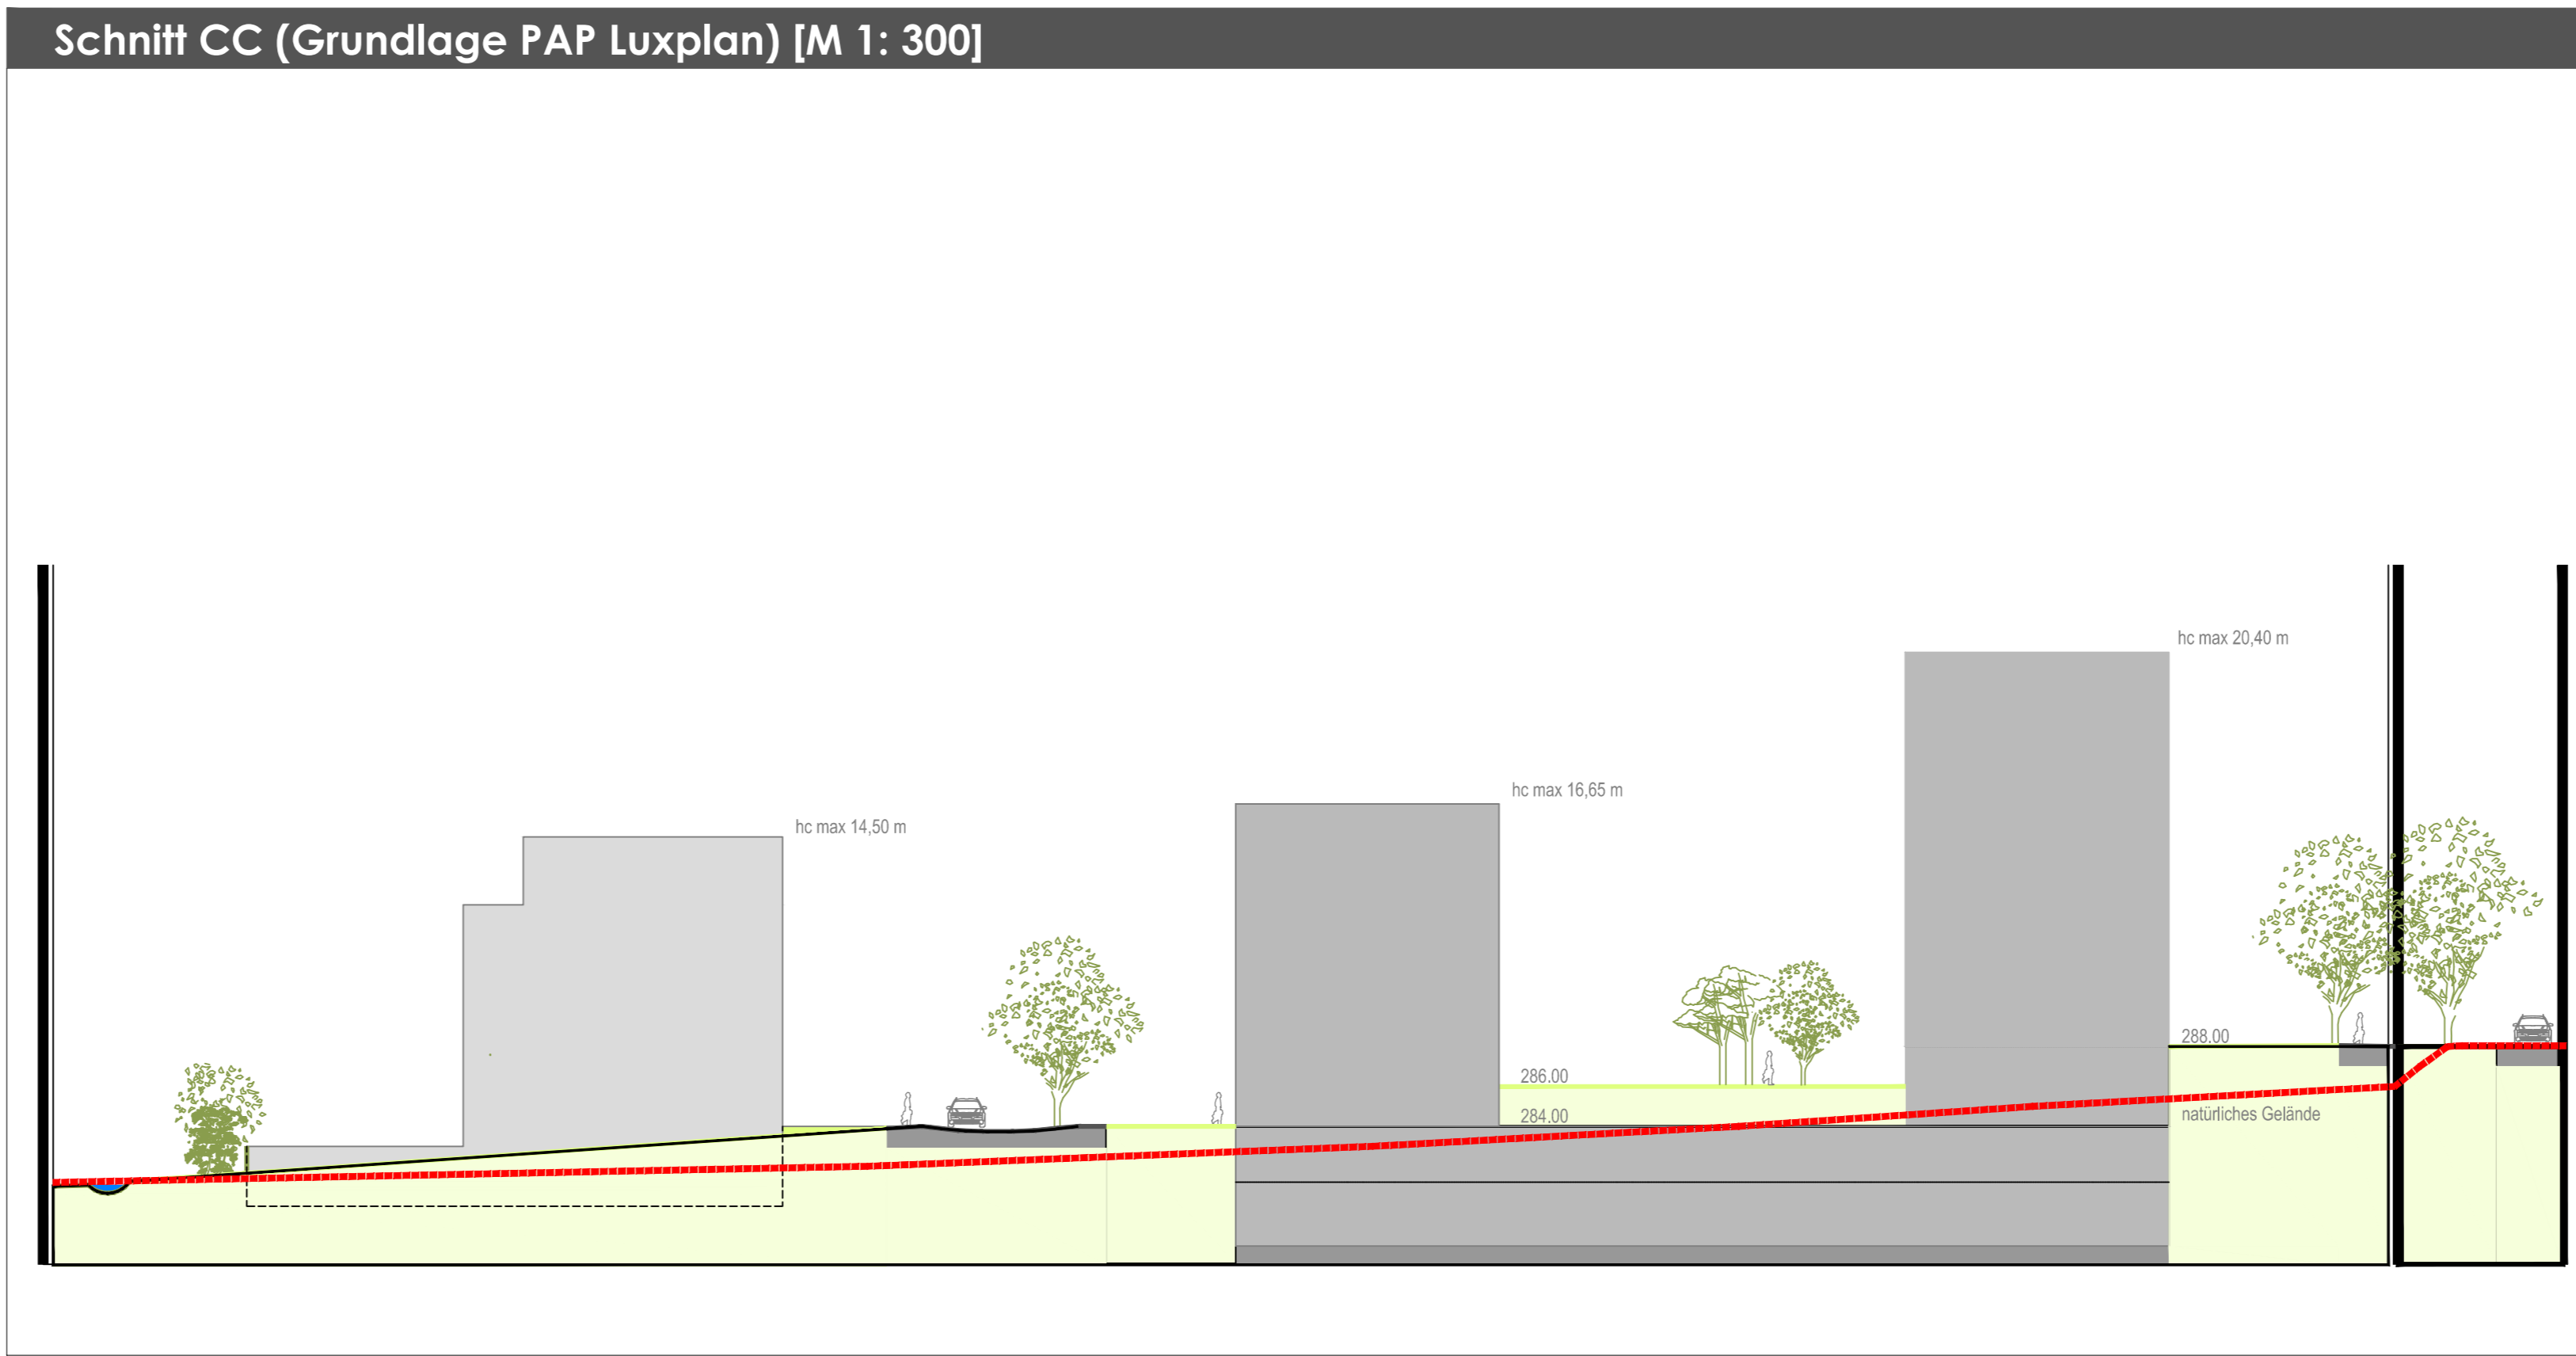 Schnitt CC (Grundlage PAP Luxplan) [M 1: 300]
hc max 20,40 m
hc max 16,65 m
hc max 14,50 m
288.00
286.00
284.00
natürliches Gelände